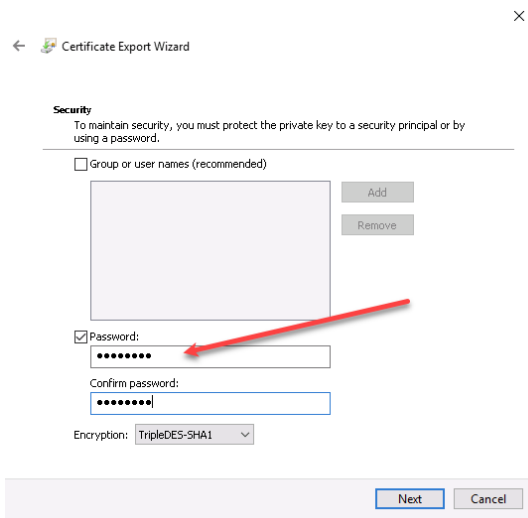 Certificate Export Wizard
Security
To maintain security, you must protect the private key to a security principal or by
using a password.
Group or user names (recommended)
Add
Remove
Password:
●●●●●●●●
Confirm password:
●●●●●●●●
Encryption: TripleDES-SHA1
Next Cancel